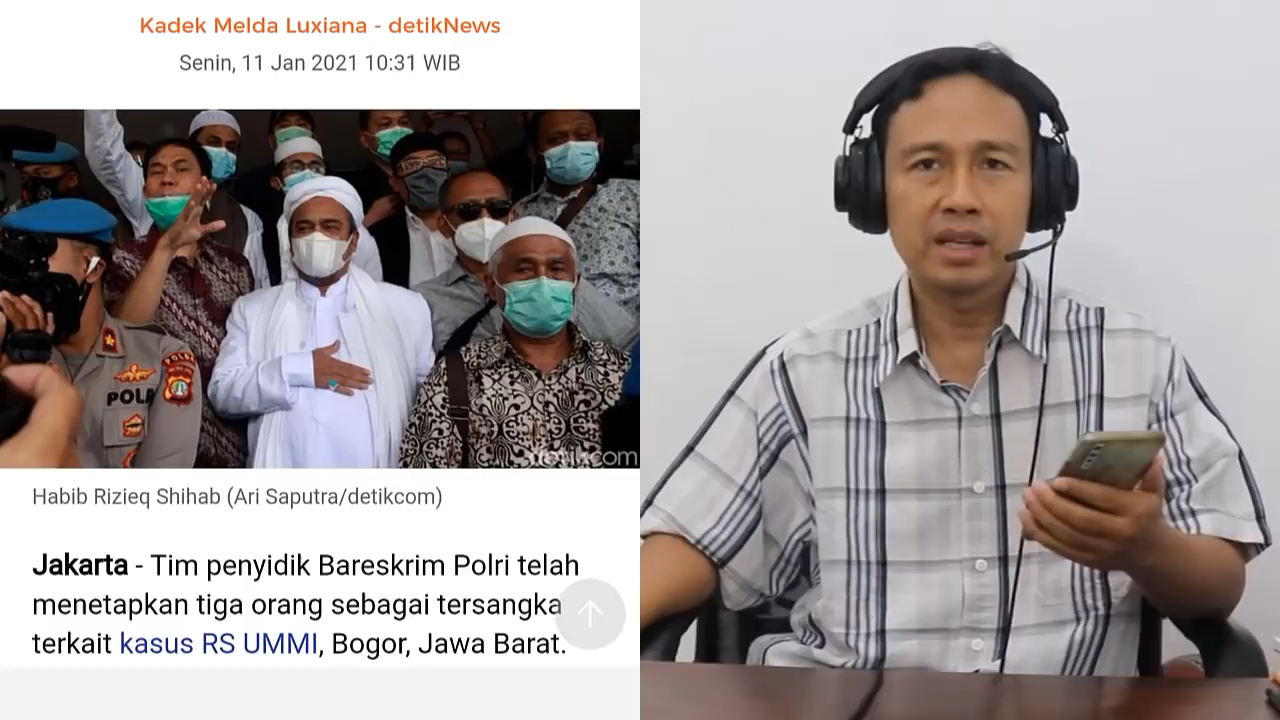 Kadek Melda Luxiana - detikNews
Senin, 11 Jan 2021 10:31 WIB
POLRI
detikcom
Habib Rizieq Shihab (Ari Saputra/detikcom)
Jakarta - Tim penyidik Bareskrim Polri telah
menetapkan tiga orang sebagai tersangka
terkait kasus RS UMMI, Bogor, Jawa Barat.